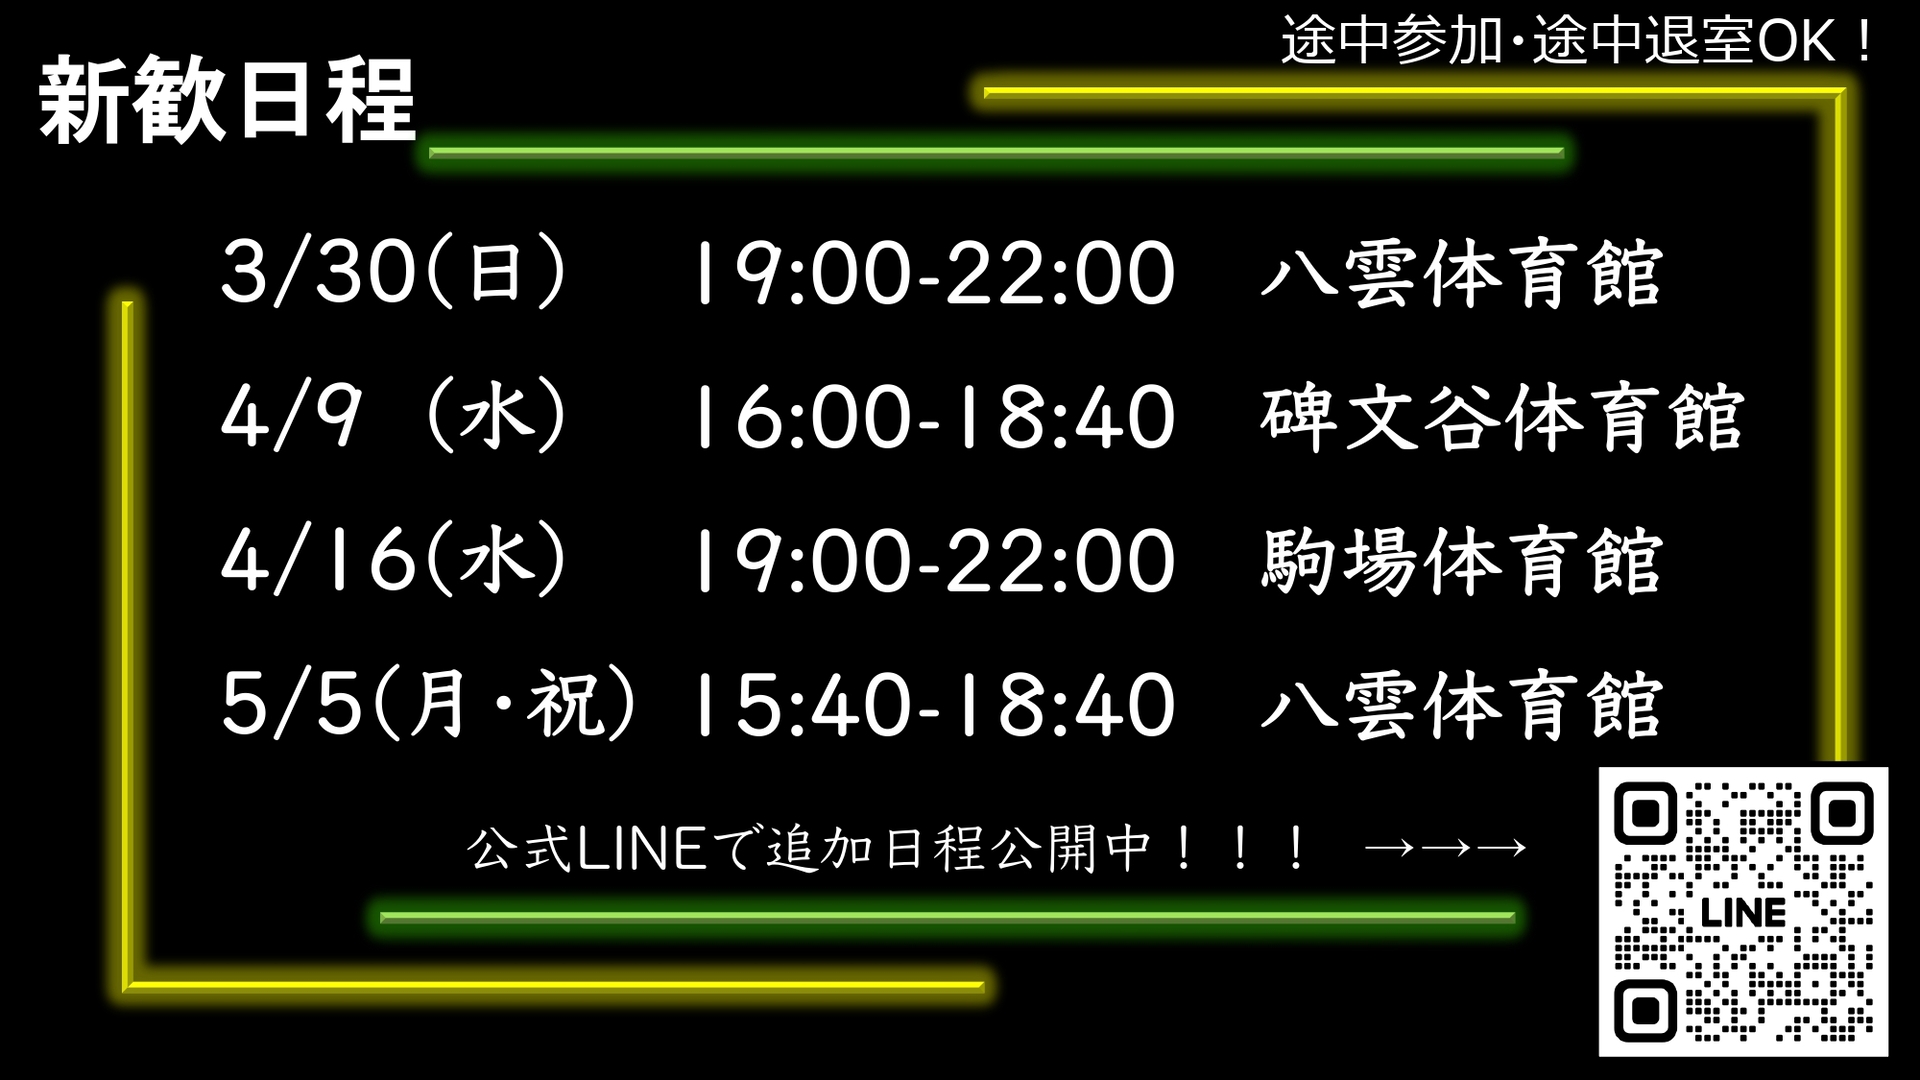 途中参加･途中退室OK！
新歓日程
3/30(日) 19:00-22:00 八雲体育館
4/9 (水) 16:00-18:40 碑文谷体育館
4/16(水) 19:00-22:00 駒場体育館
5/5(月･祝) 15:40-18:40 八雲体育館
公式LINEで追加日程公開中！！！ →→→
LINE